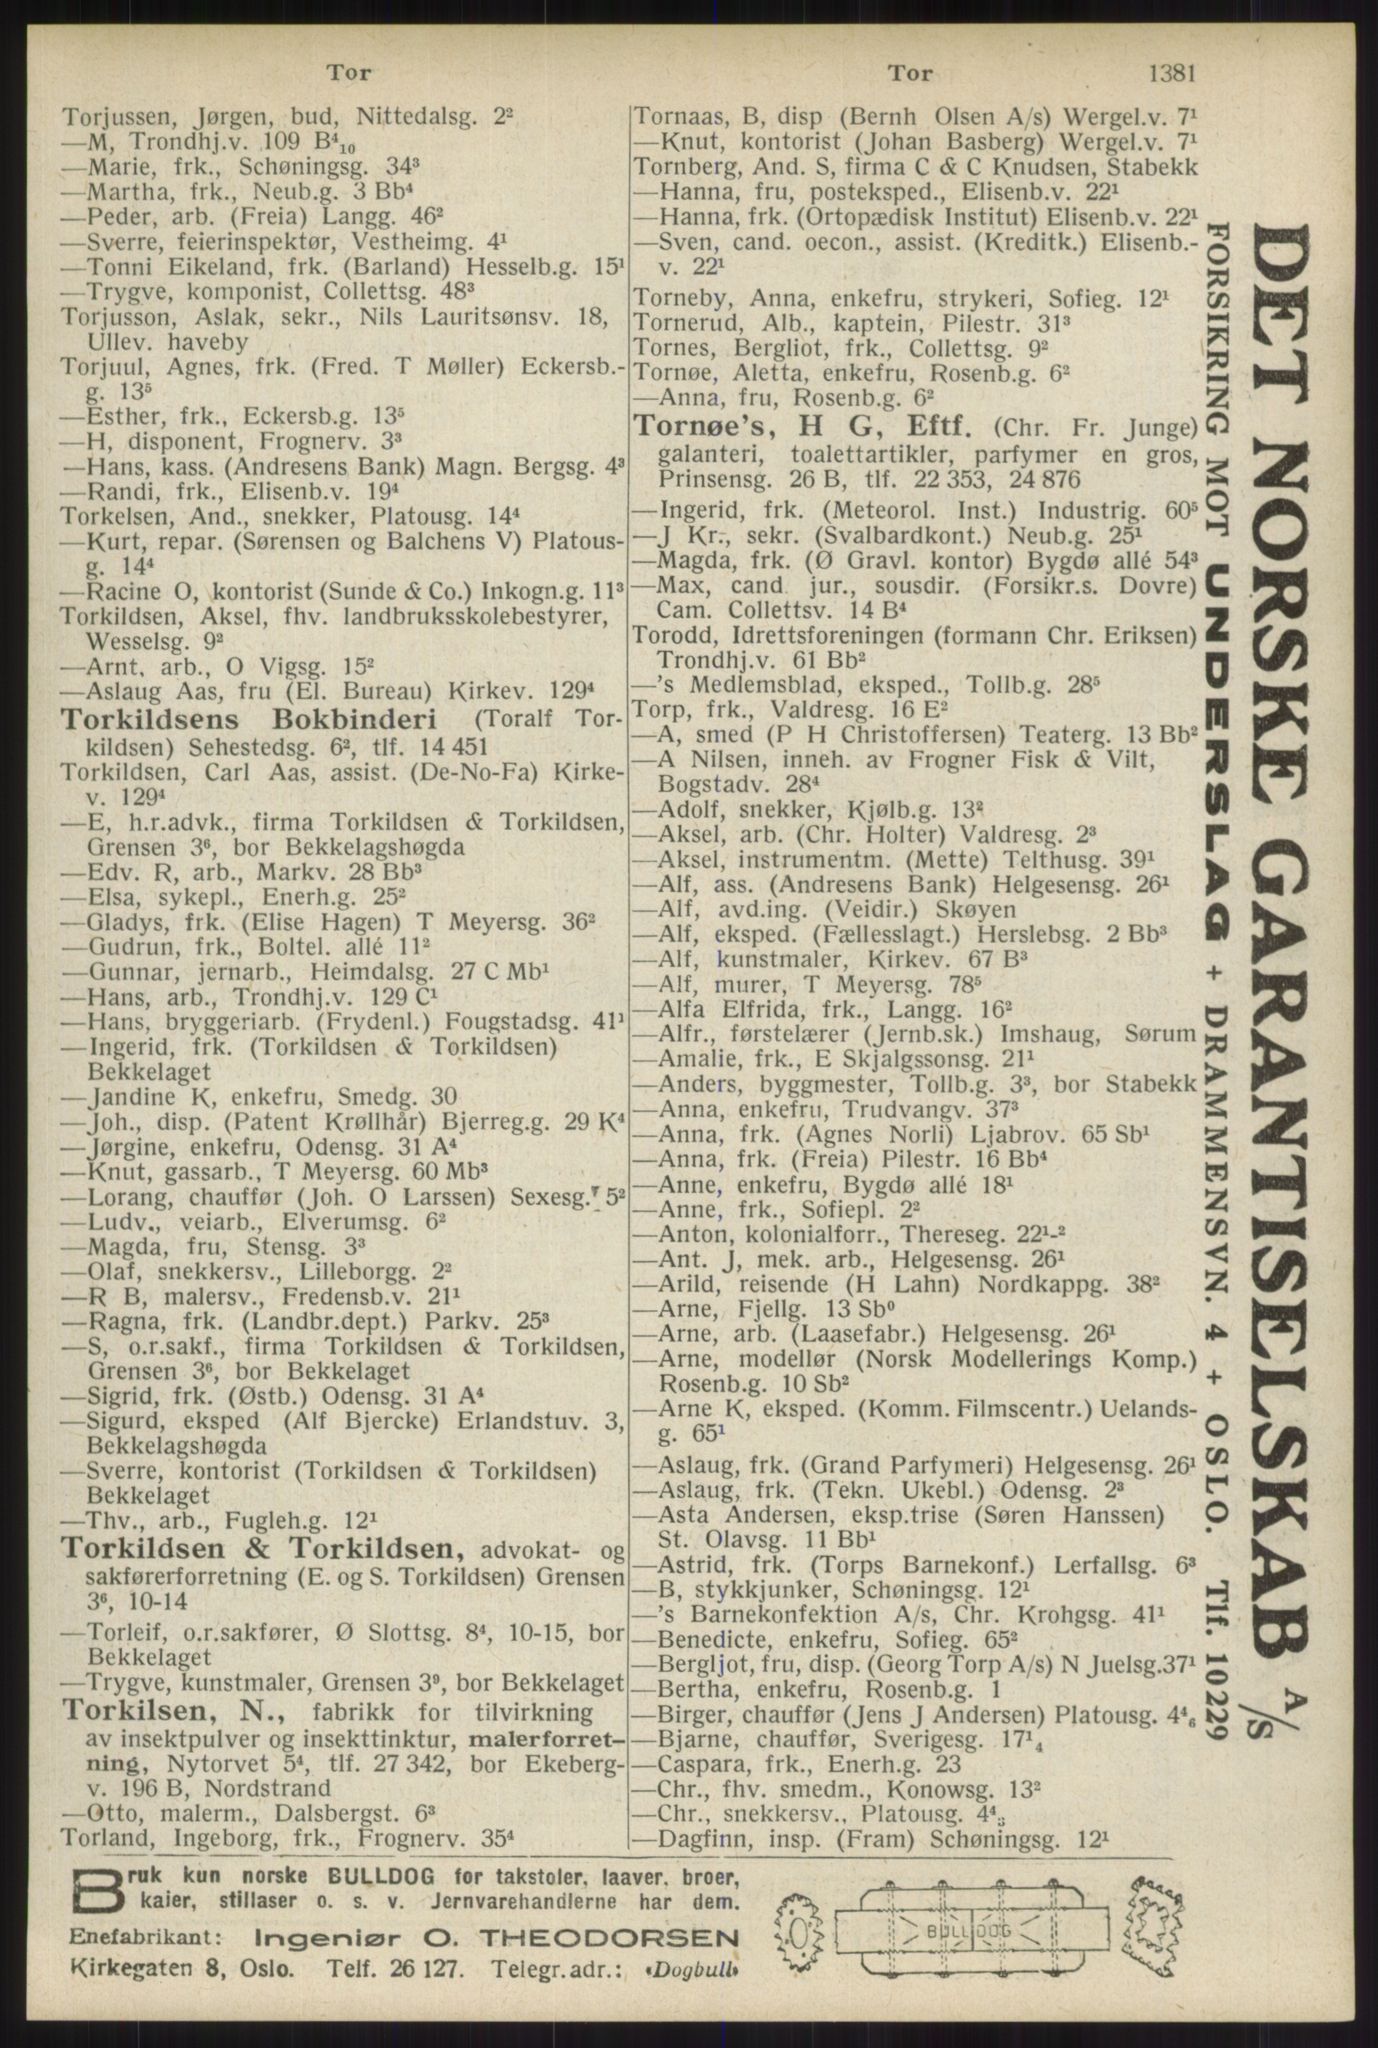 Tor
Tor 1381
Torjussen, Jørgen, bud, Nittedalsg. 2²
—M, Trondhj.v. 109 B⁴₁₀
—Marie, frk., Schøningsg. 34³
—Martha, frk., Neub.g. 3 Bb⁴
—Peder, arb. (Freia) Langg. 46²
—Sverre, feierinspektør, Vestheimg. 4¹
—Tonni Eikeland, frk. (Barland) Hesselb.g. 15¹
—Trygve, komponist, Collettsg. 48³
Torjusson, Aslak, sekr., Nils Lauritsønsv. 18,
Ullev. haveby
Torjuul, Agnes, frk. (Fred. T Møller) Eckersb.-
g. 13⁵
—Esther, frk., Eckersb.g. 13⁵
—H, disponent, Frognerv. 3³
—Hans, kass. (Andresens Bank) Magn. Bergsg. 4³
—Randi, frk., Elisenb.v. 19⁴
Torkelsen, And., snekker, Platousg. 14⁴
—Kurt, repar. (Sørensen og Balchens V) Platous-
g. 14⁴
—Racine O, kontorist (Sunde & Co.) Inkogn.g. 11³
Torkildsen, Aksel, fhv. landbruksskolebestyrer,
Wesselsg. 9²
—Arnt, arb., O Vigsg. 15²
—Aslaug Aas, fru (El. Bureau) Kirkev. 129⁴
Torkildsens Bokbinderi (Toralf Tor-
kildsen) Sehestedsg. 6², tlf. 14 451
Torkildsen, Carl Aas, assist. (De-No-Fa) Kirke-
v. 129⁴
—E, h.r.advk., firma Torkildsen & Torkildsen,
Grensen 3⁶, bor Bekkelagshøgda
—Edv. R, arb., Markv. 28 Bb³
—Elsa, sykepl., Enerh.g. 25²
—Gladys, frk. (Elise Hagen) T Meyersg. 36²
—Gudrun, frk., Boltel. allé 11²
—Gunnar, jernarb., Heimdalsg. 27 C Mb¹
—Hans, arb., Trondhj.v. 129 C¹
—Hans, bryggeriarb. (Frydenl.) Fougstadsg. 41¹
—Ingerid, frk. (Torkildsen & Torkildsen)
Bekkelaget
—Jandine K, enkefru, Smedg. 30
—Joh., disp. (Patent Krøllhår) Bjerreg.g. 29 K⁴
—Jørgine, enkefru, Odensg. 31 A⁴
—Knut, gassarb., T Meyersg. 60 Mb³
—Lorang, chauffør (Joh. O Larssen) Sexesg. 5²
—Ludv., veiarb., Elverumsg. 6²
—Magda, fru, Stensg. 3³
—Olaf, snekkersv., Lilleborgg. 2²
—R B, malersv., Fredensb.v. 21¹
—Ragna, frk. (Landbr.dept.) Parkv. 25³
—S, o.r.sakf., firma Torkildsen & Torkildsen,
Grensen 3⁶, bor Bekkelaget
—Sigrid, frk. (Østb.) Odensg. 31 A⁴
—Sigurd, eksped (Alf Bjercke) Erlandstuv. 3,
Bekkelagshøgda
—Sverre, kontorist (Torkildsen & Torkildsen)
Bekkelaget
—Thv., arb., Fugleh.g. 12¹
Torkildsen & Torkildsen, advokat- og
sakførerforretning (E. og S. Torkildsen) Grensen
3⁶, 10-14
—Torleif, o.r.sakfører, Ø Slottsg. 8⁴, 10-15, bor
Bekkelaget
—Trygve, kunstmaler, Grensen 3⁹, bor Bekkelaget
Torkilsen, N., fabrikk for tilvirkning
av insektpulver og insekttinktur, malerforret-
ning, Nytorvet 5⁴, tlf. 27 342, bor Ekeberg-
v. 196 B, Nordstrand
—Otto, malerm., Dalsbergst. 6³
Torland, Ingeborg, frk., Frognerv. 35⁴
Tornaas, B, disp (Bernh Olsen A/s) Wergel.v. 7¹
—Knut, kontorist (Johan Basberg) Wergel.v. 7¹
Tornberg, And. S, firma C & C Knudsen, Stabekk
—Hanna, fru, posteksped., Elisenb.v. 22¹
—Hanna, frk. (Ortopædisk Institut) Elisenb.v. 22¹
—Sven, cand. oecon., assist. (Kreditk.) Elisenb.-
v. 22¹
Torneby, Anna, enkefru, strykeri, Sofieg. 12¹
Tornerud, Alb., kaptein, Pilestr. 31³
Tornes, Bergliot, frk., Collettsg. 9²
Tornøe, Aletta, enkefru, Rosenb.g. 6²
—Anna, fru, Rosenb.g. 6²
Tornøe's, H G, Eftf. (Chr. Fr. Junge)
galanteri, toalettartikler, parfymer en gros,
Prinsensg. 26 B, tlf. 22 353, 24 876
—Ingerid, frk. (Meteorol. Inst.) Industrig. 60⁵
—J Kr., sekr. (Svalbardkont.) Neub.g. 25¹
—Magda, frk. (Ø Gravl. kontor) Bygdø allé 54³
—Max, cand. jur., sousdir. (Forsikr.s. Dovre)
Cam. Collettsv. 14 B⁴
Torodd, Idrettsforeningen (formann Chr. Eriksen)
Trondhj.v. 61 Bb²
—'s Medlemsblad, eksped., Tollb.g. 28⁵
Torp, frk., Valdresg. 16 E²
—A, smed (P H Christoffersen) Teaterg. 13 Bb²
—A Nilsen, inneh. av Frogner Fisk & Vilt,
Bogstadv. 28⁴
—Adolf, snekker, Kjølb.g. 13²
—Aksel, arb. (Chr. Holter) Valdresg. 2³
—Aksel, instrumentm. (Mette) Telthusg. 39¹
—Alf, ass. (Andresens Bank) Helgesensg. 26¹
—Alf, avd.ing. (Veidir.) Skøyen
—Alf, eksped. (Fællesslagt.) Herslebsg. 2 Bb³
—Alf, kunstmaler, Kirkev. 67 B³
—Alf, murer, T Meyersg. 78⁵
—Alfa Elfrida, frk., Langg. 16²
—Alfr., førstelærer (Jernb.sk.) Imshaug, Sørum
—Amalie, frk., E Skjalgssonsg. 21¹
—Anders, byggmester, Tollb.g. 3³, bor Stabekk
—Anna, enkefru, Trudvangv. 37³
—Anna, frk. (Agnes Norli) Ljabrov. 65 Sb¹
—Anna, frk. (Freia) Pilestr. 16 Bb⁴
—Anne, enkefru, Bygdø allé 18¹
—Anne, frk., Sofiepl. 2²
—Anton, kolonialforr., Thereseg. 22¹-²
—Ant. J, mek. arb., Helgesensg. 26¹
—Arild, reisende (H Lahn) Nordkappg. 38²
—Arne, Fjellg. 13 Sb⁰
—Arne, arb. (Laasefabr.) Helgesensg. 26¹
—Arne, modellør (Norsk Modellerings Komp.)
Rosenb.g. 10 Sb²
—Arne K, eksped. (Komm. Filmscentr.) Uelands-
g. 65¹
—Aslaug, frk. (Grand Parfymeri) Helgesensg. 26¹
—Aslaug, frk. (Tekn. Ukebl.) Odensg. 2³
—Asta Andersen, eksp.trise (Søren Hanssen)
St. Olavsg. 11 Bb¹
—Astrid, frk. (Torps Barnekonf.) Lerfallsg. 6³
—B, stykkjunker, Schøningsg. 12¹
—'s Barnekonfektion A/s, Chr. Krohgsg. 41¹
—Benedicte, enkefru, Sofieg. 65²
—Bergljot, fru, disp. (Georg Torp A/s) N Juelsg.37¹
—Bertha, enkefru, Rosenb.g. 1
—Birger, chauffør (Jens J Andersen) Platousg. 4⁴₆
—Bjarne, chauffør, Sverigesg. 17¹₄
—Caspara, frk., Enerh.g. 23
—Chr., fhv. smedm., Konowsg. 13²
—Chr., snekkersv., Platousg. 4⁴₃
—Dagfinn, insp. (Fram) Schøningsg. 12¹
DET NORSKE GARANTISELSKAB A/S
FORSIKRING MOT UNDERSLAG + DRAMMENSVN. 4 + OSLO. Tlf. 10229
Bruk kun norske BULLDOG for takstoler, laaver, broer,
kaier, stillaser o. s. v. Jernvarehandlerne har dem.
Enefabrikant: Ingeniør O. THEODORSEN
Kirkegaten 8, Oslo. Telf. 26 127. Telegr.adr.: «Dogbull»
BULLDOG